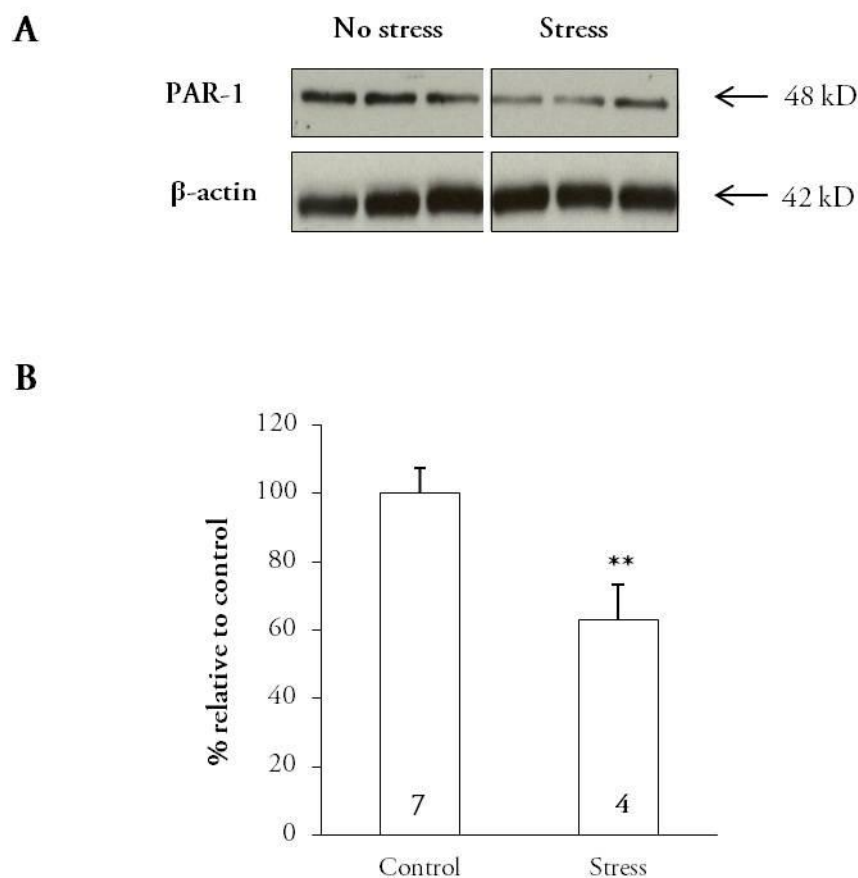 A
No stress Stress
PAR-1 48 kD
β-actin 42 kD
B
120
100
80
60
40
20
0
% relative to control
**
7 4
Control Stress